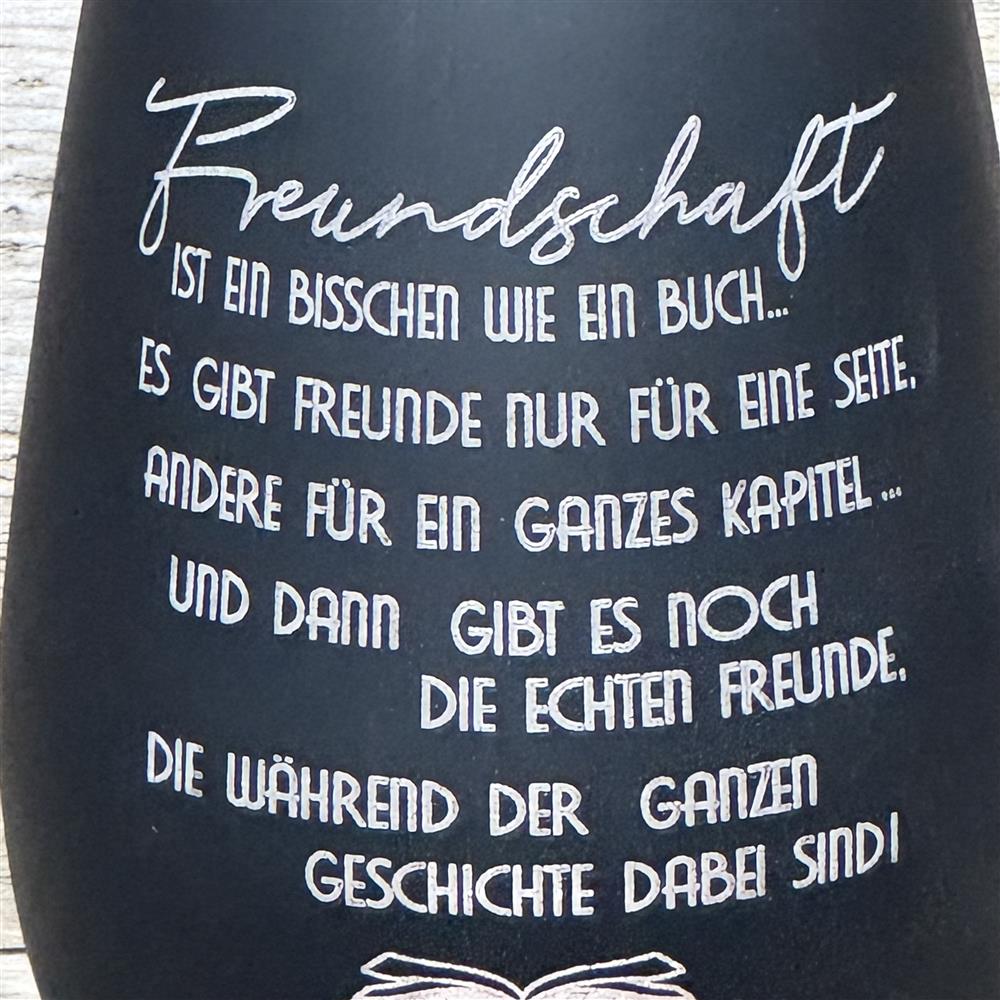 Freundschaft
IST EIN BISSCHEN WIE EIN BUCH...
ES GIBT FREUNDE NUR FÜR EINE SEITE,
ANDERE FÜR EIN GANZES KAPITEL...
UND DANN GIBT ES NOCH
DIE ECHTEN FREUNDE,
DIE WÄHREND DER GANZEN
GESCHICHTE DABEI SIND!